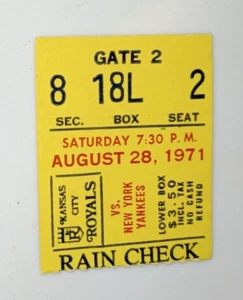 GATE 2
8 18L 2
SEC. BOX SEAT
SATURDAY 7:30 P.M.
AUGUST 28, 1971
KANSAS
CITY
ROYALS
VS.
NEW YORK
YANKEES
LOWER BOX
$3.50
INCL. TAX
NO CASH
REFUND
RAIN CHECK